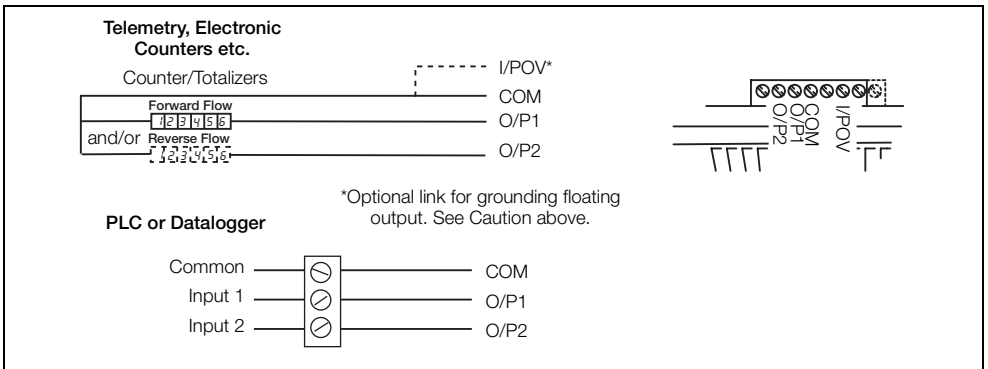 Telemetry, Electronic
Counters etc.
Counter/Totalizers
I/POV*
COM
Forward Flow
123456
O/P1
and/or Reverse Flow
123456
O/P2
*Optional link for grounding floating
output. See Caution above.
O/P2
O/P1
COM
I/POV
PLC or Datalogger
Common
COM
Input 1
O/P1
Input 2
O/P2